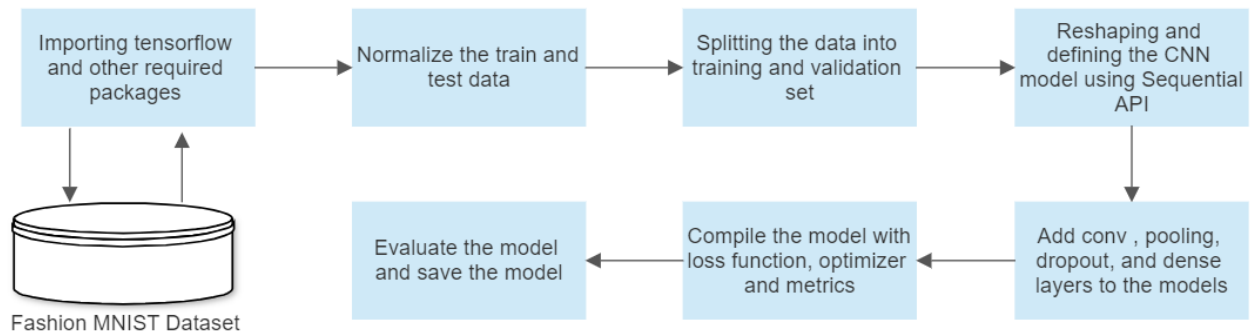 Importing tensorflow
and other required
packages
Normalize the train and
test data
Splitting the data into
training and validation
set
Reshaping and
defining the CNN
model using Sequential
API
Add conv , pooling,
dropout, and dense
layers to the models
Compile the model with
loss function, optimizer
and metrics
Evaluate the model
and save the model
Fashion MNIST Dataset